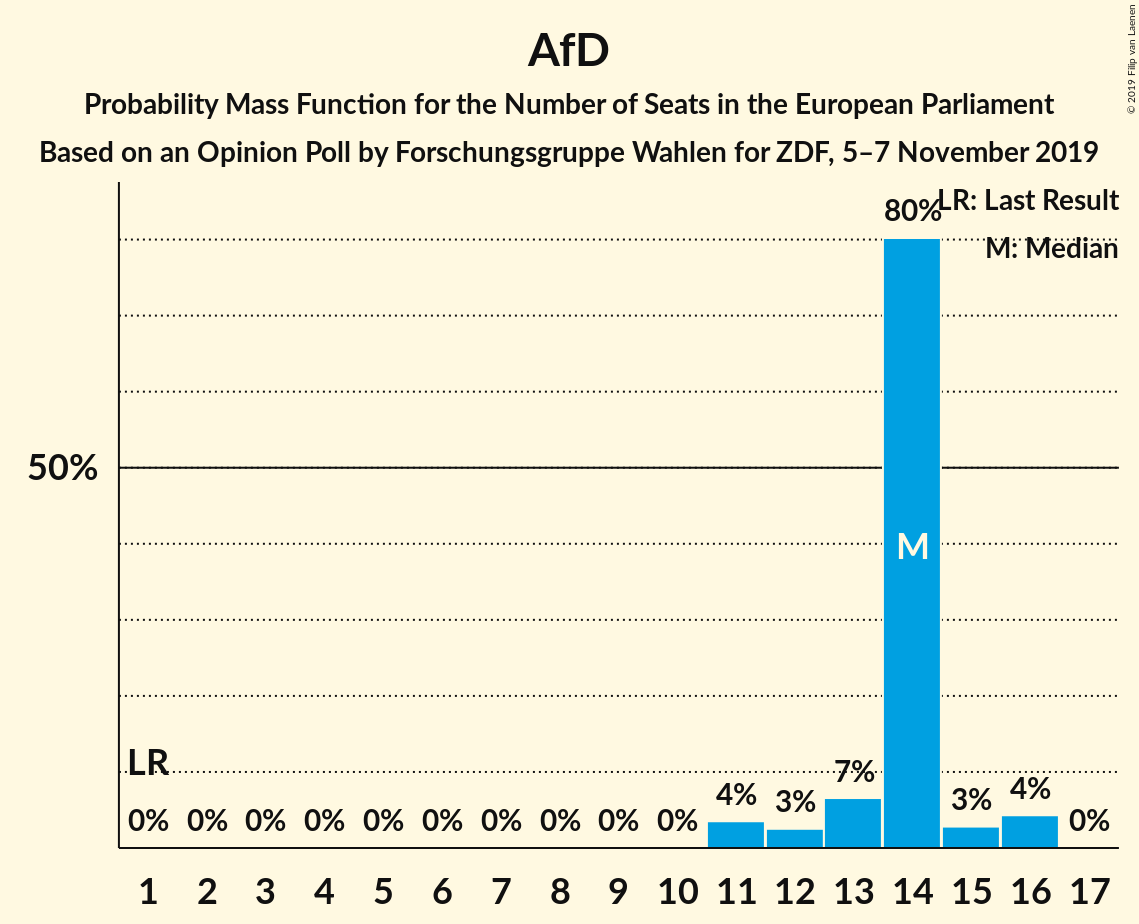 AfD
Probability Mass Function for the Number of Seats in the European Parliament
Based on an Opinion Poll by Forschungsgruppe Wahlen for ZDF, 5–7 November 2019
© 2019 Filip van Laenen
LR: Last Result
M: Median
80%
50%
M
LR
0% 0% 0% 0% 0% 0% 0% 0% 0% 0% 4% 3% 7% 3% 4% 0%
1 2 3 4 5 6 7 8 9 10 11 12 13 14 15 16 17